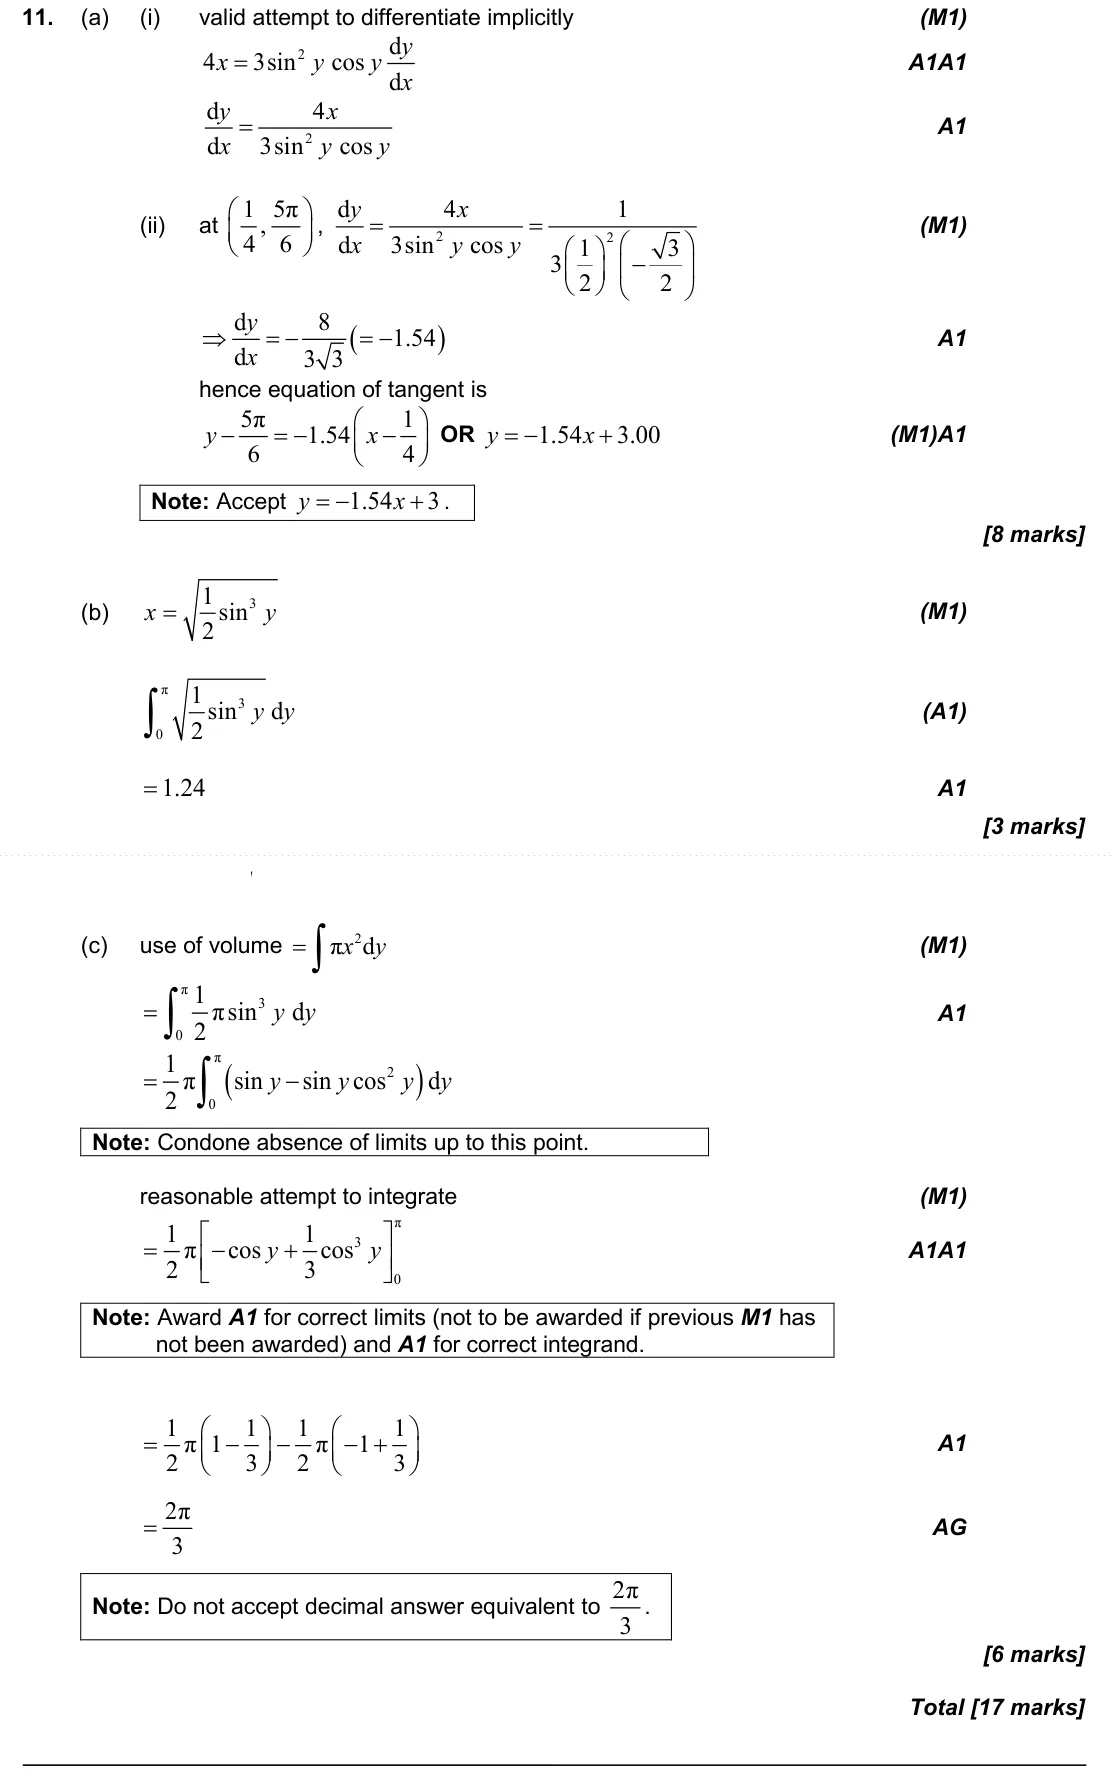 11. (a) (i) valid attempt to differentiate implicitly (M1)
4x = 3sin² y cos y dy/dx A1A1
dy/dx = 4x/(3sin² y cos y) A1
(ii) at (1/4, 5π/6), dy/dx = 4x/(3sin² y cos y) = 1/(3(1/2)²(−√3/2)) (M1)
⇒ dy/dx = −8/(3√3) (= −1.54) A1
hence equation of tangent is
y − 5π/6 = −1.54(x − 1/4) OR y = −1.54x + 3.00 (M1)A1
Note: Accept y = −1.54x + 3 .
[8 marks]
(b) x = √(1/2 sin³ y) (M1)
∫₀^π √(1/2 sin³ y) dy (A1)
= 1.24 A1
[3 marks]
(c) use of volume = ∫ πx² dy (M1)
= ∫₀^π 1/2 π sin³ y dy A1
= 1/2 π ∫₀^π (sin y − sin y cos² y) dy
Note: Condone absence of limits up to this point.
reasonable attempt to integrate (M1)
= 1/2 π [−cos y + 1/3 cos³ y]₀^π A1A1
Note: Award A1 for correct limits (not to be awarded if previous M1 has
not been awarded) and A1 for correct integrand.
= 1/2 π (1 − 1/3) − 1/2 π (−1 + 1/3) A1
= 2π/3 AG
Note: Do not accept decimal answer equivalent to 2π/3 .
[6 marks]
Total [17 marks]